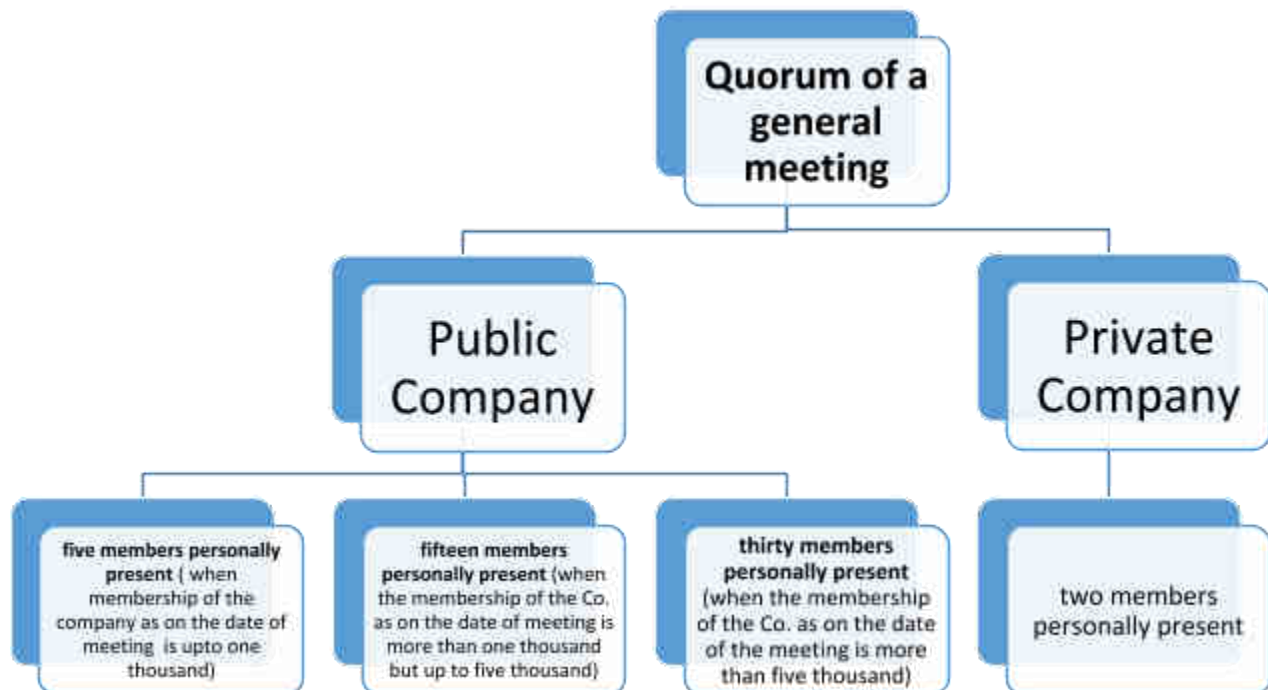 Quorum of a
general
meeting
Public
Company
Private
Company
five members personally
present ( when
membership of the
company as on the date of
meeting is upto one
thousand)
fifteen members
personally present (when
the membership of the Co.
as on the date of meeting is
more than one thousand
but up to five thousand)
thirty members
personally present
(when the membership
of the Co. as on the date
of the meeting is more
than five thousand)
two members
personally present